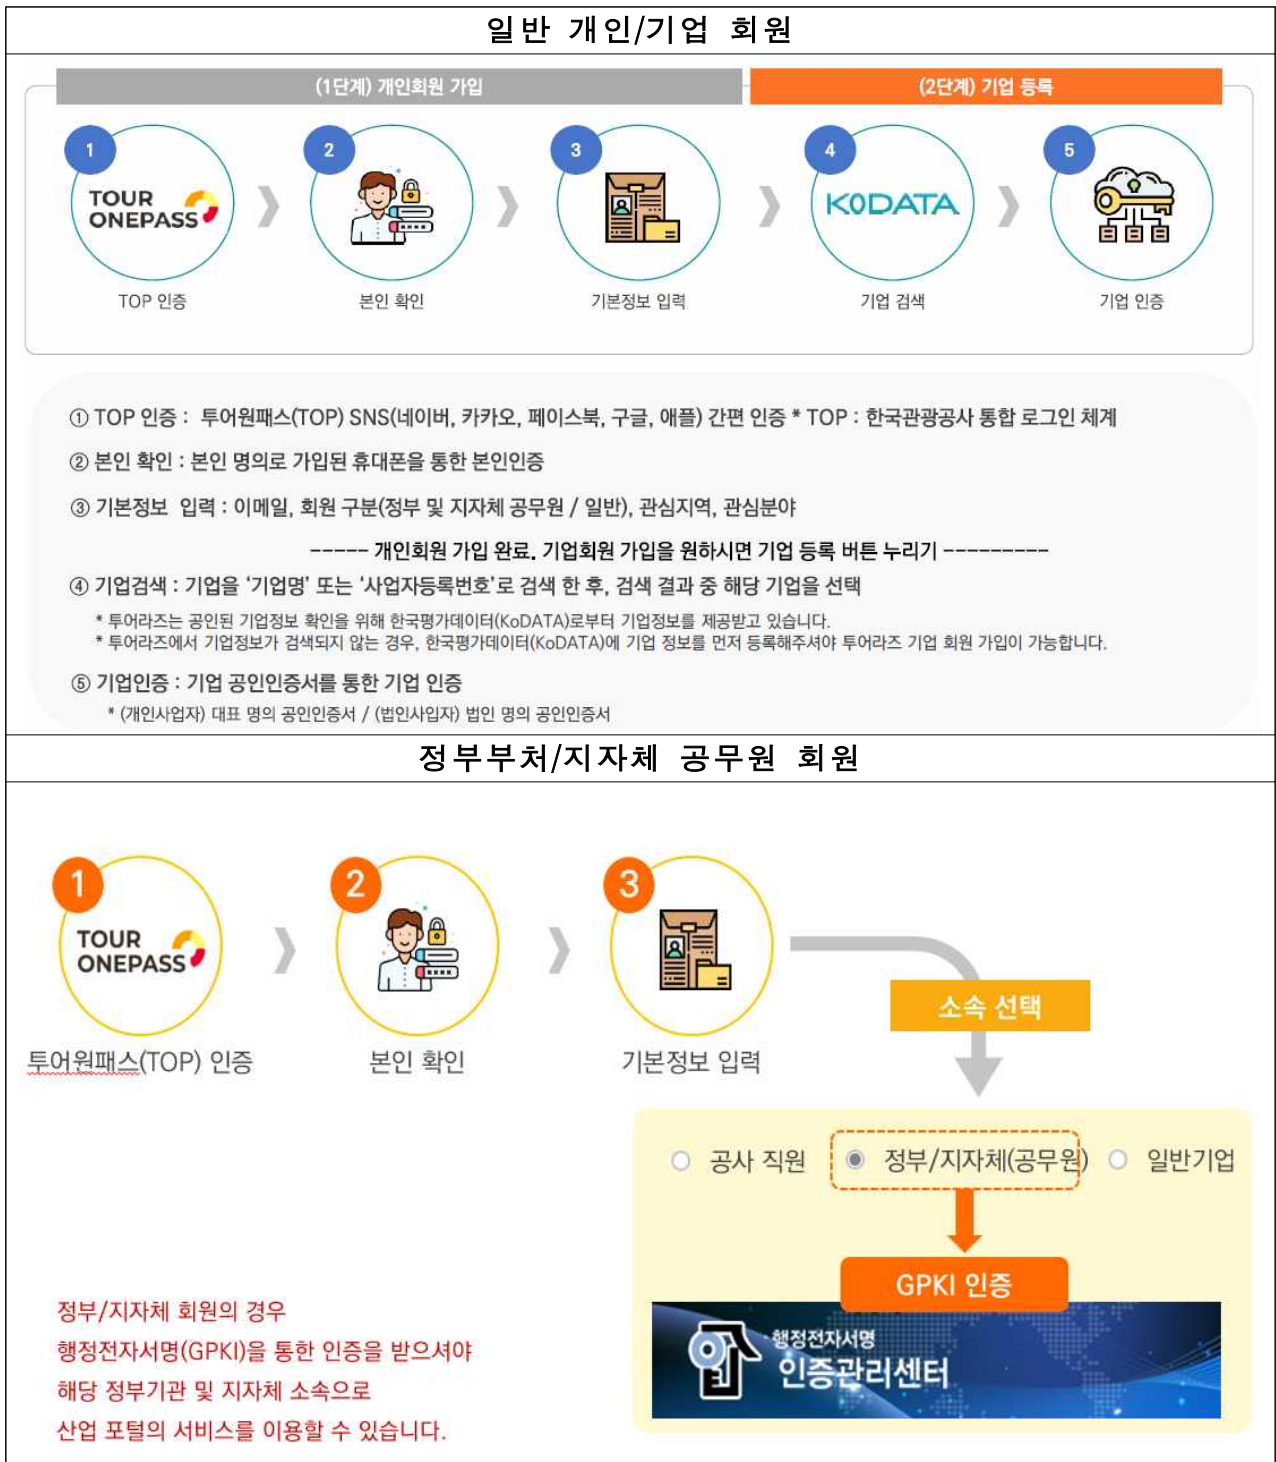 일반 개인/기업 회원
(1단계) 개인회원 가입
(2단계) 기업 등록
1
2
3
4
5
TOUR
ONEPASS
KODATA
TOP 인증
본인 확인
기본정보 입력
기업 검색
기업 인증
① TOP 인증 : 투어원패스(TOP) SNS(네이버, 카카오, 페이스북, 구글, 애플) 간편 인증 * TOP : 한국관광공사 통합 로그인 체계
② 본인 확인 : 본인 명의로 가입된 휴대폰을 통한 본인인증
③ 기본정보 입력 : 이메일, 회원 구분(정부 및 지자체 공무원 / 일반), 관심지역, 관심분야
----- 개인회원 가입 완료. 기업회원 가입을 원하시면 기업 등록 버튼 누리기 ---------
④ 기업검색 : 기업을 ‘기업명’ 또는 ‘사업자등록번호’로 검색 한 후, 검색 결과 중 해당 기업을 선택
* 투어라즈는 공인된 기업정보 확인을 위해 한국평가데이터(KoDATA)로부터 기업정보를 제공받고 있습니다.
* 투어라즈에서 기업정보가 검색되지 않는 경우, 한국평가데이터(KoDATA)에 기업 정보를 먼저 등록해주셔야 투어라즈 기업 회원 가입이 가능합니다.
⑤ 기업인증 : 기업 공인인증서를 통한 기업 인증
* (개인사업자) 대표 명의 공인인증서 / (법인사입자) 법인 명의 공인인증서
정부부처/지자체 공무원 회원
1
2
3
TOUR
ONEPASS
투어원패스(TOP) 인증
본인 확인
기본정보 입력
소속 선택
공사 직원
정부/지자체(공무원)
일반기업
GPKI 인증
행정전자서명
인증관리센터
정부/지자체 회원의 경우
행정전자서명(GPKI)을 통한 인증을 받으셔야
해당 정부기관 및 지자체 소속으로
산업 포털의 서비스를 이용할 수 있습니다.